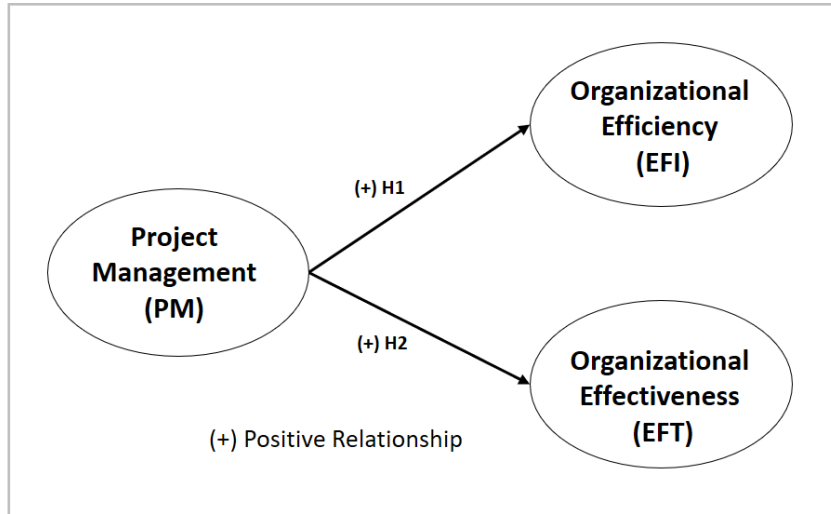 Organizational
Efficiency
(EFI)
(+) H1
Project
Management
(PM)
(+) H2
Organizational
Effectiveness
(EFT)
(+) Positive Relationship